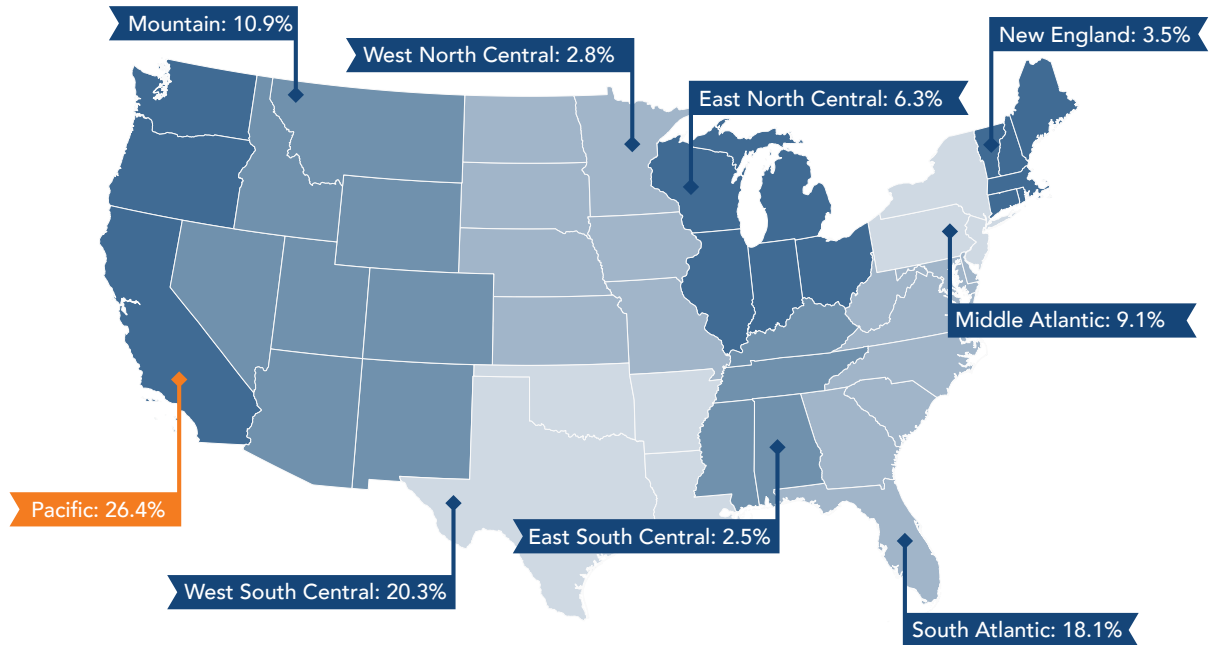 Mountain: 10.9%
West North Central: 2.8%
New England: 3.5%
East North Central: 6.3%
Middle Atlantic: 9.1%
Pacific: 26.4%
East South Central: 2.5%
West South Central: 20.3%
South Atlantic: 18.1%